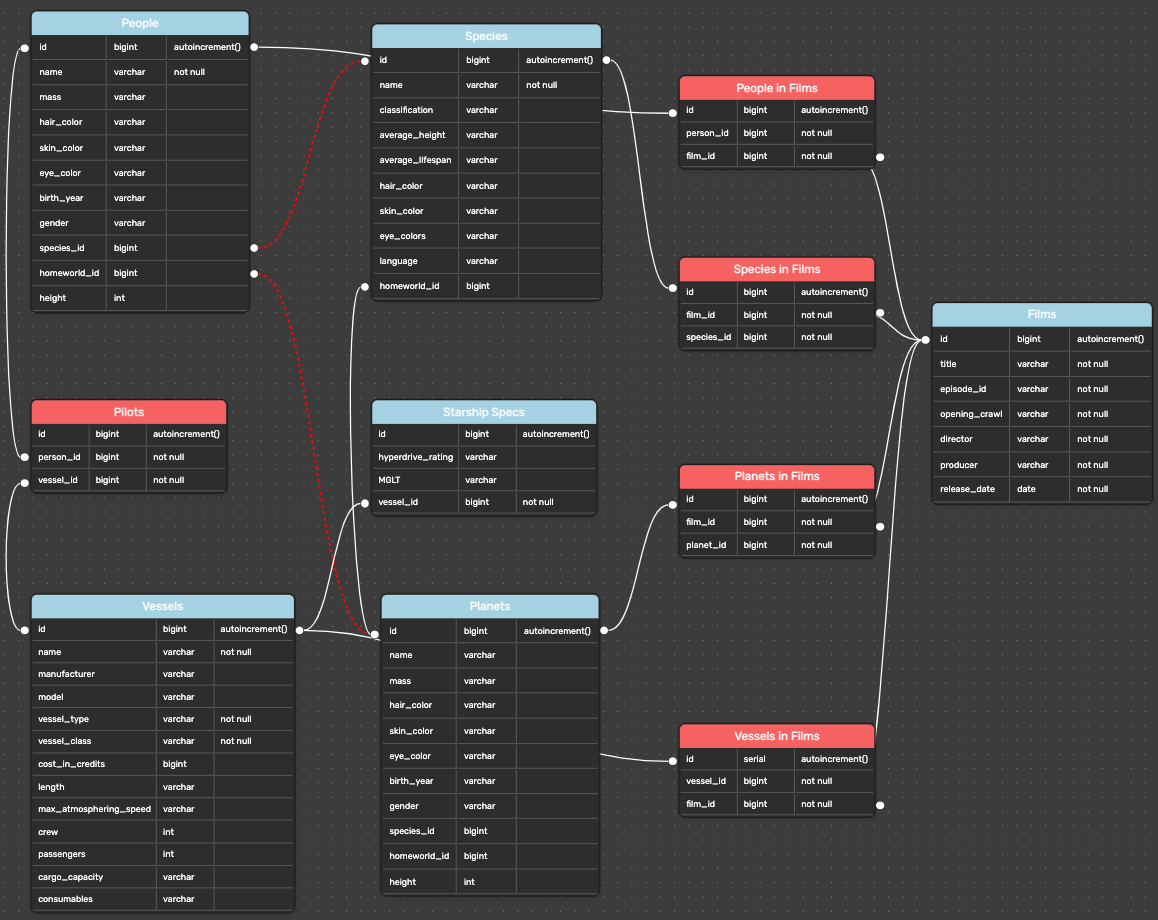 People
id bigint autoincrement()
name varchar not null
mass varchar
hair_color varchar
skin_color varchar
eye_color varchar
birth_year varchar
gender varchar
species_id bigint
homeworld_id bigint
height int
Species
id bigint autoincrement()
name varchar not null
classification varchar
average_height varchar
average_lifespan varchar
hair_color varchar
skin_color varchar
eye_colors varchar
language varchar
homeworld_id bigint
People in Films
id bigint autoincrement()
person_id bigint not null
film_id bigint not null
Species in Films
id bigint autoincrement()
film_id bigint not null
species_id bigint not null
Films
id bigint autoincrement()
title varchar not null
episode_id varchar not null
opening_crawl varchar not null
director varchar not null
producer varchar not null
release_date date not null
Pilots
id bigint autoincrement()
person_id bigint not null
vessel_id bigint not null
Starship Specs
id bigint autoincrement()
hyperdrive_rating varchar
MGLT varchar
vessel_id bigint not null
Planets in Films
id bigint autoincrement()
film_id bigint not null
planet_id bigint not null
Vessels
id bigint autoincrement()
name varchar not null
manufacturer varchar
model varchar
vessel_type varchar not null
vessel_class varchar not null
cost_in_credits bigint
length varchar
max_atmosphering_speed varchar
crew int
passengers int
cargo_capacity varchar
consumables varchar
Planets
id bigint autoincrement()
name varchar
mass varchar
hair_color varchar
skin_color varchar
eye_color varchar
birth_year varchar
gender varchar
species_id bigint
homeworld_id bigint
height int
Vessels in Films
id serial autoincrement()
vessel_id bigint not null
film_id bigint not null